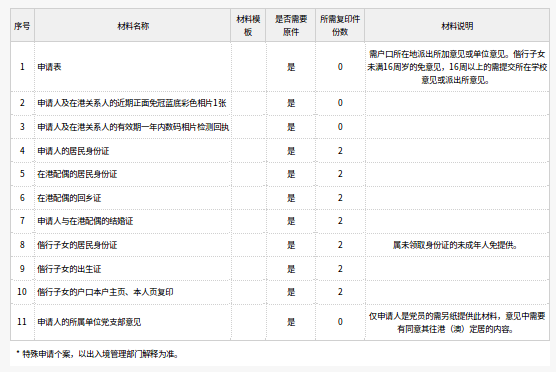 序号 材料名称 材料模板 是否需要原件 所需复印件份数 材料说明
1 申请表 是 0 需户口所在地派出所加意见或单位意见。偕行子女未满16周岁的免意见，16周以上的需提交所在学校意见或派出所意见。
2 申请人及在港关系人的近期正面免冠蓝底彩色相片1张 是 0
3 申请人及在港关系人的有效期一年内数码相片检测回执 是 0
4 申请人的居民身份证 是 2
5 在港配偶的居民身份证 是 2
6 在港配偶的回乡证 是 2
7 申请人与在港配偶的结婚证 是 2
8 偕行子女的居民身份证 是 2 属未领取身份证的未成年人免提供。
9 偕行子女的出生证 是 2
10 偕行子女的户口本户主页、本人页复印 是 2
11 申请人的所属单位党支部意见 是 0 仅申请人是党员的需另纸提供此材料，意见中需要有同意其往港（澳）定居的内容。
* 特殊申请个案，以出入境管理部门解释为准。